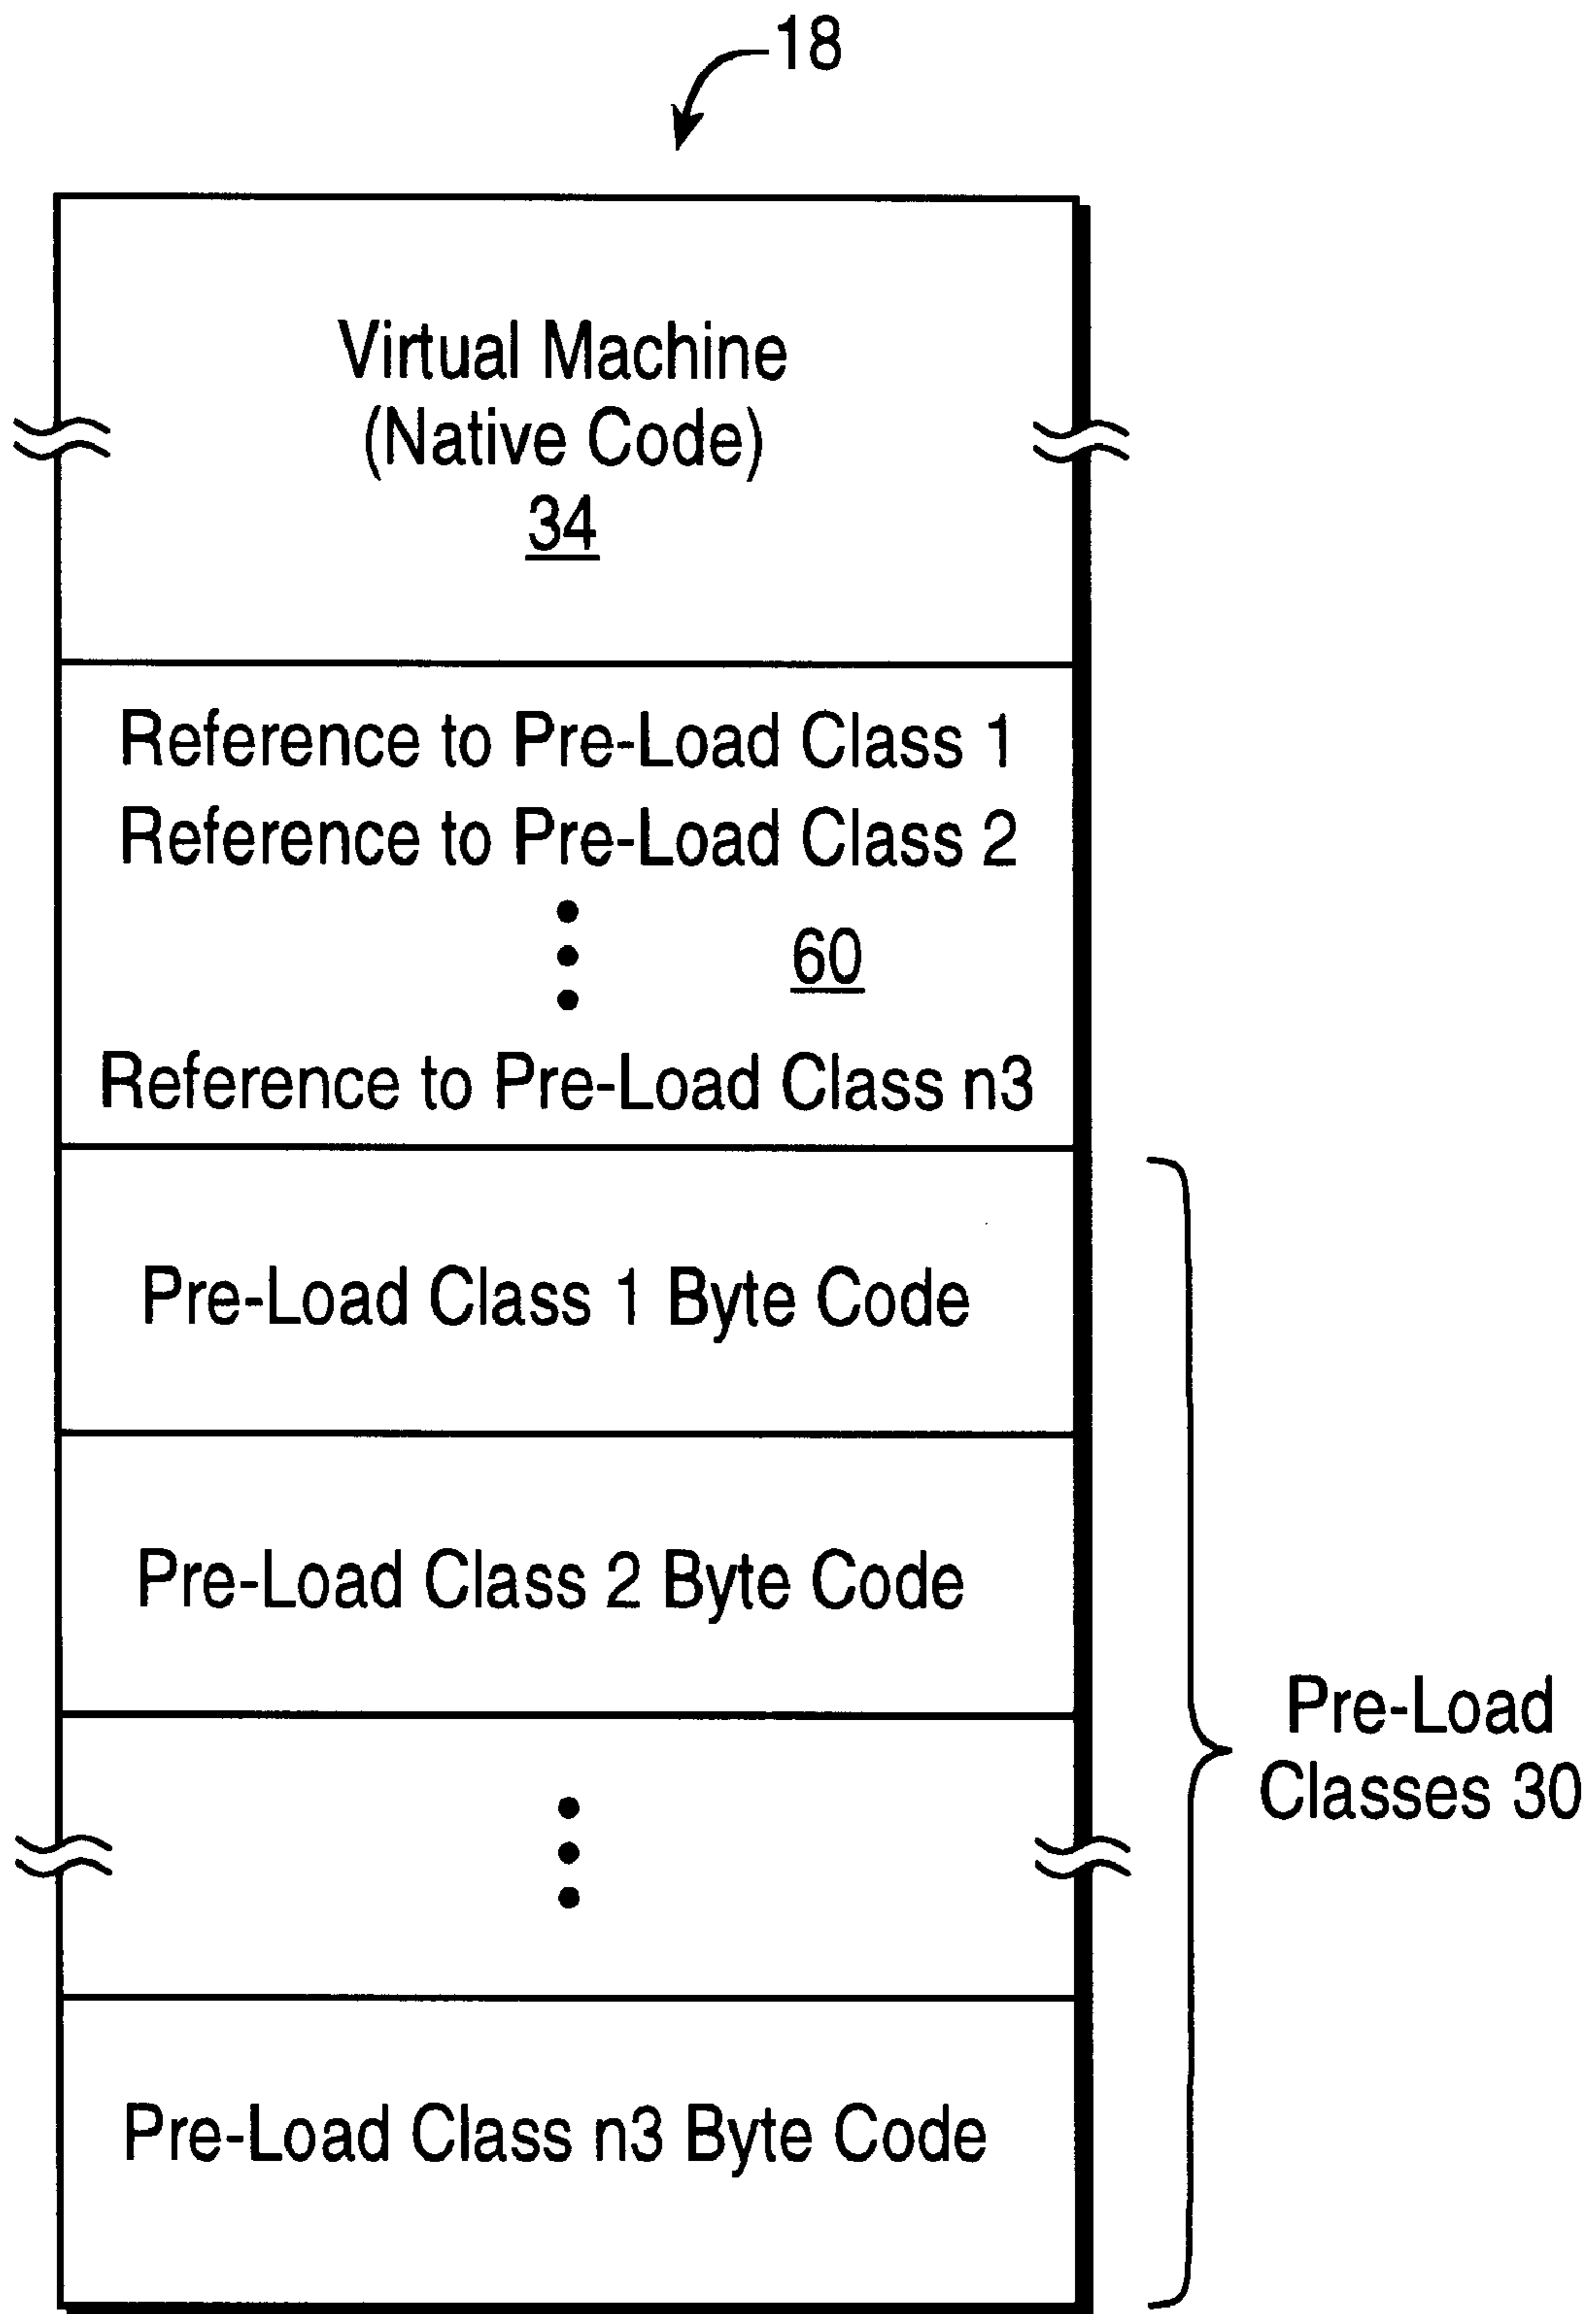 18
Virtual Machine
(Native Code)
34
Reference to Pre-Load Class 1
Reference to Pre-Load Class 2
60
Reference to Pre-Load Class n3
Pre-Load Class 1 Byte Code
Pre-Load Class 2 Byte Code
Pre-Load
Classes 30
Pre-Load Class n3 Byte Code